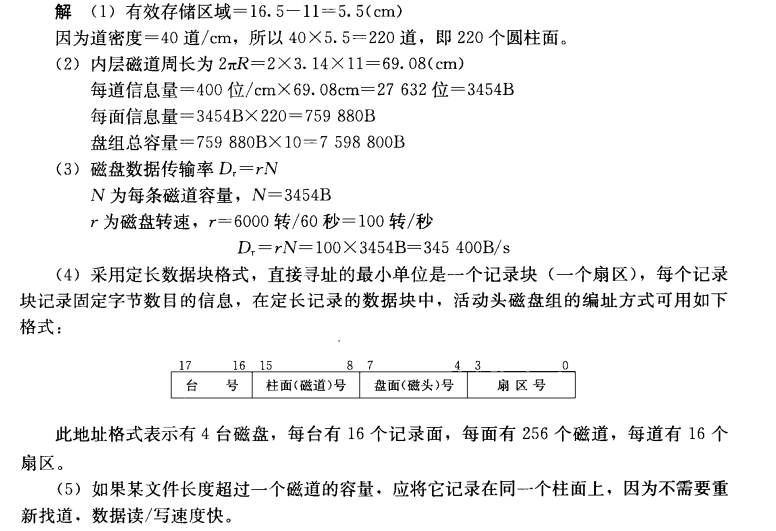 解 (1) 有效存储区域=16.5-11=5.5(cm)
因为道密度=40 道/cm，所以 40×5.5=220 道，即 220 个圆柱面。
(2) 内层磁道周长为 2πR=2×3.14×11=69.08(cm)
每道信息量=400 位/cm×69.08cm=27 632 位=3454B
每面信息量=3454B×220=759 880B
盘组总容量=759 880B×10=7 598 800B
(3) 磁盘数据传输率 Dᵣ=rN
N 为每条磁道容量，N=3454B
r 为磁盘转速，r=6000 转/60 秒=100 转/秒
Dᵣ=rN=100×3454B=345 400B/s
(4) 采用定长数据块格式，直接寻址的最小单位是一个记录块（一个扇区），每个记录
块记录固定字节数目的信息，在定长记录的数据块中，活动头磁盘组的编址方式可用如下
格式：
17 16 15 8 7 4 3 0
台 号 柱面(磁道)号 盘面(磁头)号 扇区号
此地址格式表示有 4 台磁盘，每台有 16 个记录面，每面有 256 个磁道，每道有 16 个
扇区。
(5) 如果某文件长度超过一个磁道的容量，应将它记录在同一个柱面上，因为不需要重
新找道，数据读/写速度快。